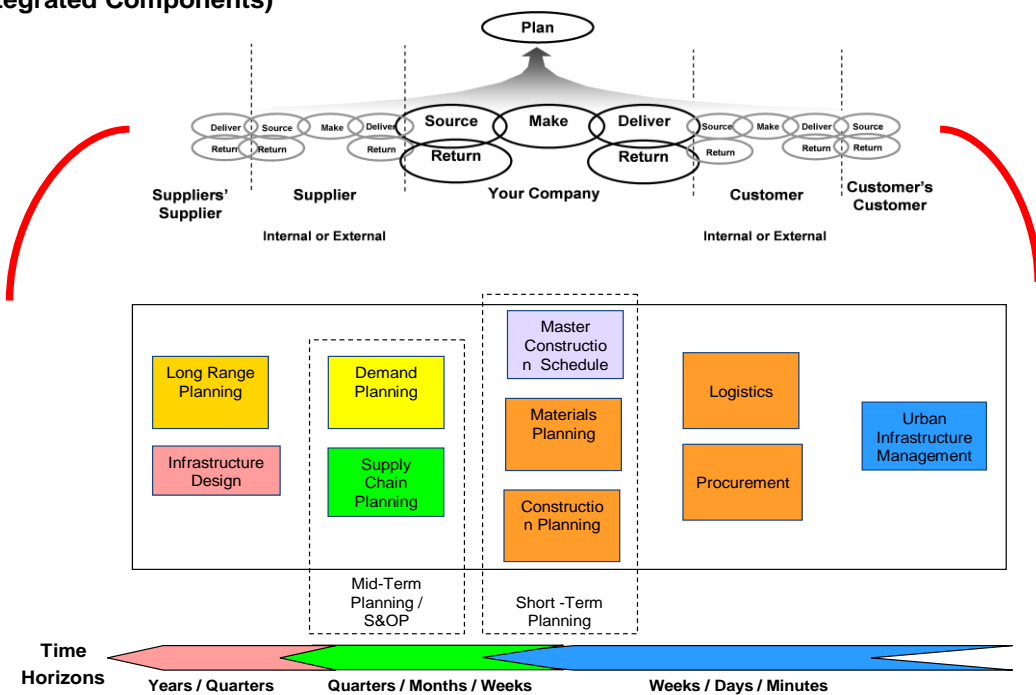 tegrated Components)
Plan
Deliver Source Make Deliver Source Make Deliver Source Make Deliver Source
Return Return Return Return Return Return Return Return
Suppliers'
Supplier
Supplier
Your Company
Customer
Customer's
Customer
Internal or External
Internal or External
Long Range
Planning
Infrastructure
Design
Demand
Planning
Supply
Chain
Planning
Mid-Term
Planning /
S&OP
Master
Constructio
n Schedule
Materials
Planning
Constructio
n Planning
Short -Term
Planning
Logistics
Procurement
Urban
Infrastructure
Management
Time
Horizons
Years / Quarters
Quarters / Months / Weeks
Weeks / Days / Minutes